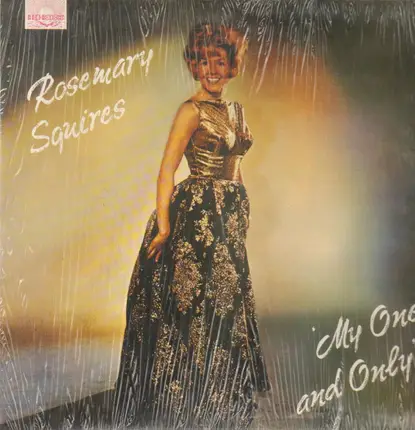 Rosemary
Squires
'My One
and Only'